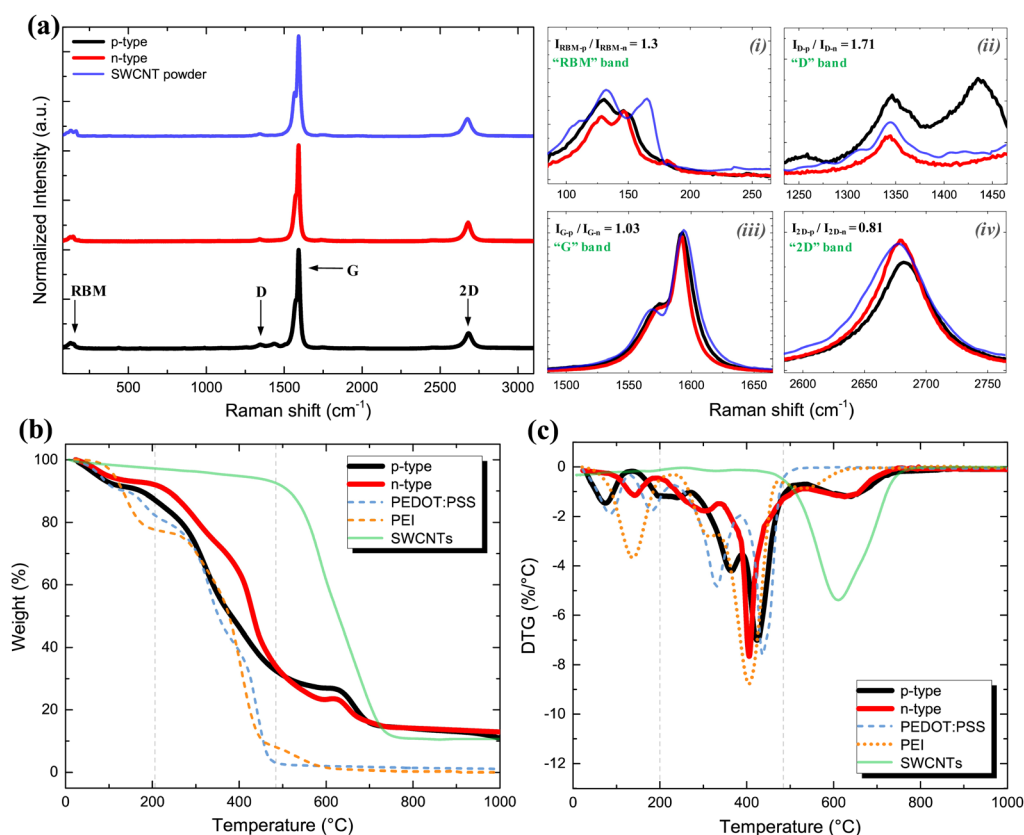 (a)
p-type
n-type
SWCNT powder
Normalized Intensity (a.u.)
RBM
D
G
2D
500 1000 1500 2000 2500 3000
Raman shift (cm⁻¹)
I_RBM-p / I_RBM-n = 1.3
"RBM" band
(i)
100 150 200 250
I_D-p / I_D-n = 1.71
"D" band
(ii)
1250 1300 1350 1400 1450
I_G-p / I_G-n = 1.03
"G" band
(iii)
1500 1550 1600 1650
I_2D-p / I_2D-n = 0.81
"2D" band
(iv)
2600 2650 2700 2750
Raman shift (cm⁻¹)
(b)
100
80
60
40
20
0
Weight (%)
p-type
n-type
PEDOT:PSS
PEI
SWCNTs
0 200 400 600 800 1000
Temperature (°C)
(c)
0
-2
-4
-6
-8
-10
-12
DTG (%/°C)
p-type
n-type
PEDOT:PSS
PEI
SWCNTs
0 200 400 600 800 1000
Temperature (°C)